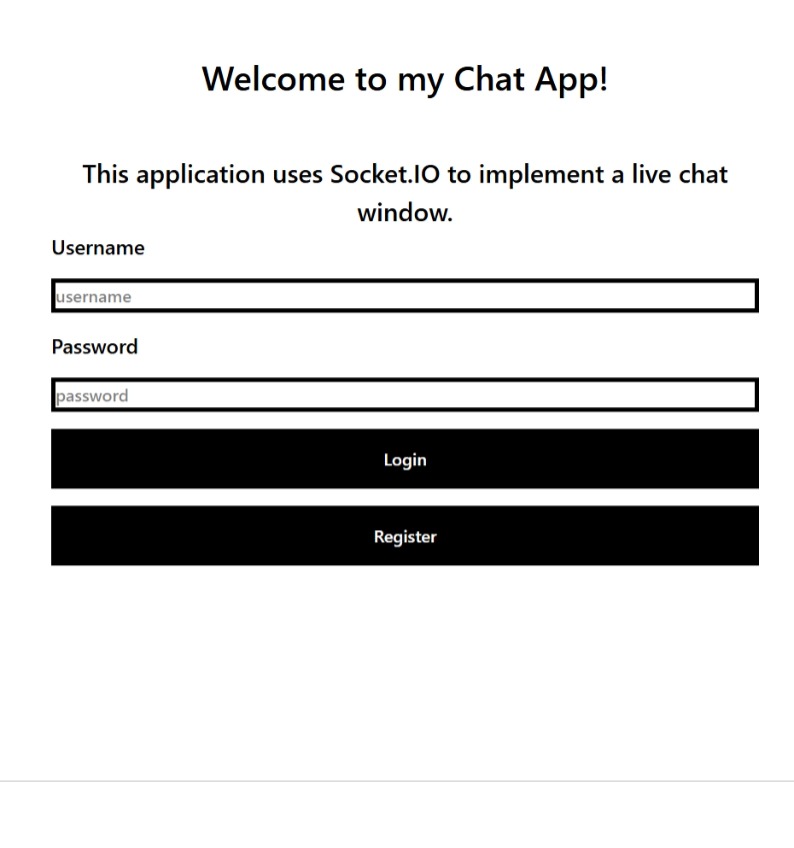 Welcome to my Chat App!
This application uses Socket.IO to implement a live chat
window.
Username
username
Password
password
Login
Register